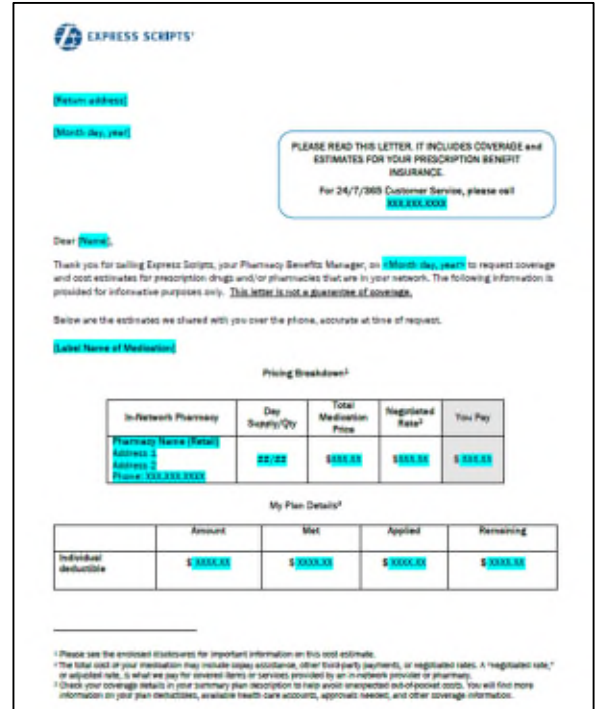 EXPRESS SCRIPTS®
[Return address]
[Month day, year]
PLEASE READ THIS LETTER. IT INCLUDES COVERAGE and
ESTIMATES FOR YOUR PRESCRIPTION BENEFIT
INSURANCE.
For 24/7/365 Customer Service, please call
XXX.XXX.XXXX
Dear [Name],
Thank you for calling Express Scripts, your Pharmacy Benefits Manager, on <Month day, year> to request coverage
and cost estimates for prescription drugs and/or pharmacies that are in your network. The following information is
provided for informative purposes only. This letter is not a guarantee of coverage.
Below are the estimates we shared with you over the phone, accurate at time of request.
[Label Name of Medication]
Pricing Breakdown¹
In-Network Pharmacy Day Supply/Qty Total Medication Price Negotiated Rate² You Pay
Pharmacy Name (Retail)
Address 1
Address 2
Phone: XXX.XXX.XXXX
##/## $XXX.XX $XXX.XX $ XXX.XX
My Plan Details³
Amount Met Applied Remaining
Individual deductible $ XXXX.XX $ XXXX.XX $ XXXX.XX $ XXXX.XX
¹ Please see the enclosed disclosures for important information on this cost estimate.
² The total cost of your medication may include copay assistance, other third-party payments, or negotiated rates. A "negotiated rate,"
or adjusted rate, is what we pay for covered items or services provided by an in-network provider or pharmacy.
³ Check your coverage details in your summary plan description to help avoid unexpected out-of-pocket costs. You will find more
information on your plan deductibles, available health care accounts, approvals needed, and other coverage information.